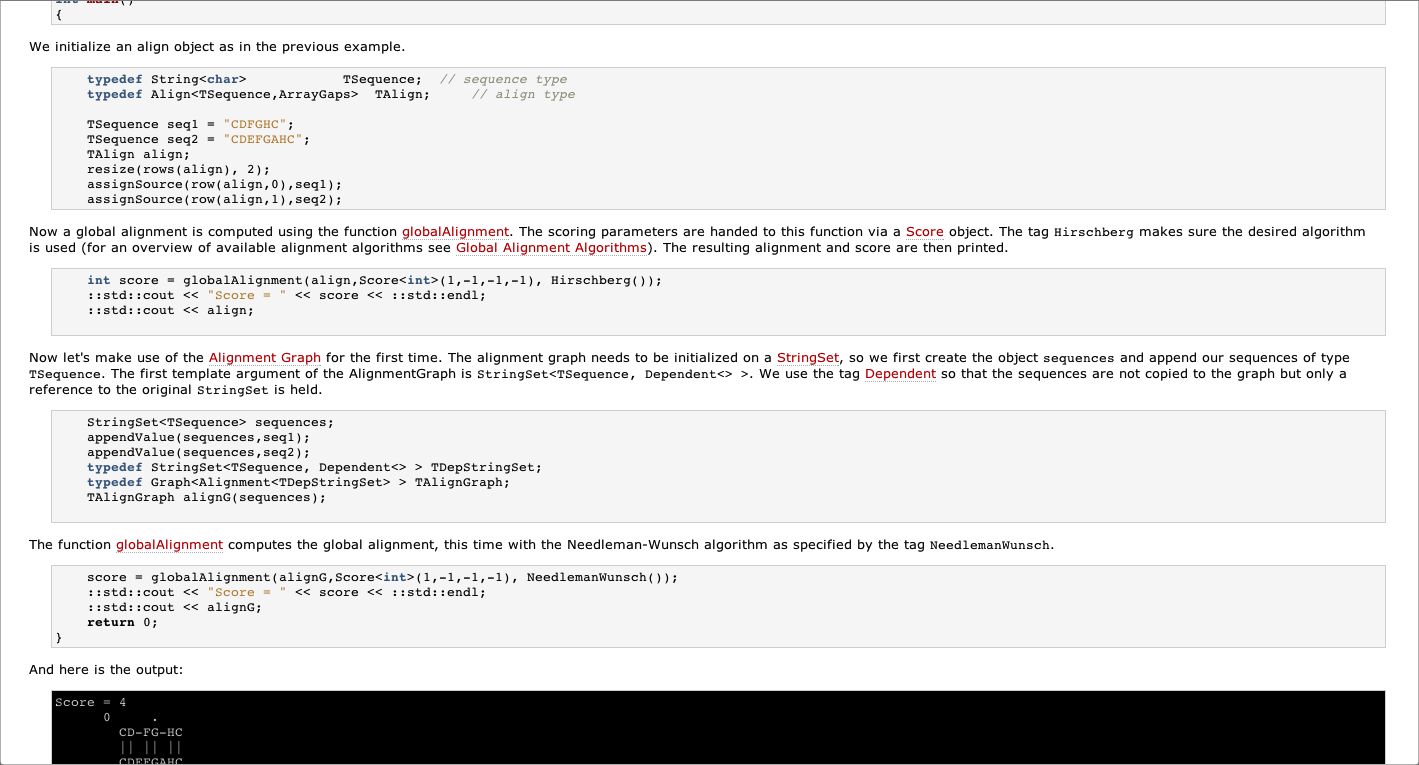 int main()
{
We initialize an align object as in the previous example.
typedef String<char>            TSequence;  // sequence type
typedef Align<TSequence,ArrayGaps>  TAlign;     // align type
TSequence seq1 = "CDFGHC";
TSequence seq2 = "CDEFGAHC";
TAlign align;
resize(rows(align), 2);
assignSource(row(align,0),seq1);
assignSource(row(align,1),seq2);
Now a global alignment is computed using the function globalAlignment. The scoring parameters are handed to this function via a Score object. The tag Hirschberg makes sure the desired algorithm
is used (for an overview of available alignment algorithms see Global Alignment Algorithms). The resulting alignment and score are then printed.
int score = globalAlignment(align,Score<int>(1,-1,-1,-1), Hirschberg());
::std::cout << "Score = " << score << ::std::endl;
::std::cout << align;
Now let's make use of the Alignment Graph for the first time. The alignment graph needs to be initialized on a StringSet, so we first create the object sequences and append our sequences of type
TSequence. The first template argument of the AlignmentGraph is StringSet<TSequence, Dependent<> >. We use the tag Dependent so that the sequences are not copied to the graph but only a
reference to the original StringSet is held.
StringSet<TSequence> sequences;
appendValue(sequences,seq1);
appendValue(sequences,seq2);
typedef StringSet<TSequence, Dependent<> > TDepStringSet;
typedef Graph<Alignment<TDepStringSet> > TAlignGraph;
TAlignGraph alignG(sequences);
The function globalAlignment computes the global alignment, this time with the Needleman-Wunsch algorithm as specified by the tag NeedlemanWunsch.
score = globalAlignment(alignG,Score<int>(1,-1,-1,-1), NeedlemanWunsch());
::std::cout << "Score = " << score << ::std::endl;
::std::cout << alignG;
return 0;
}
And here is the output:
Score = 4
0     .
CD-FG-HC
|| || ||
CDEFGAHC